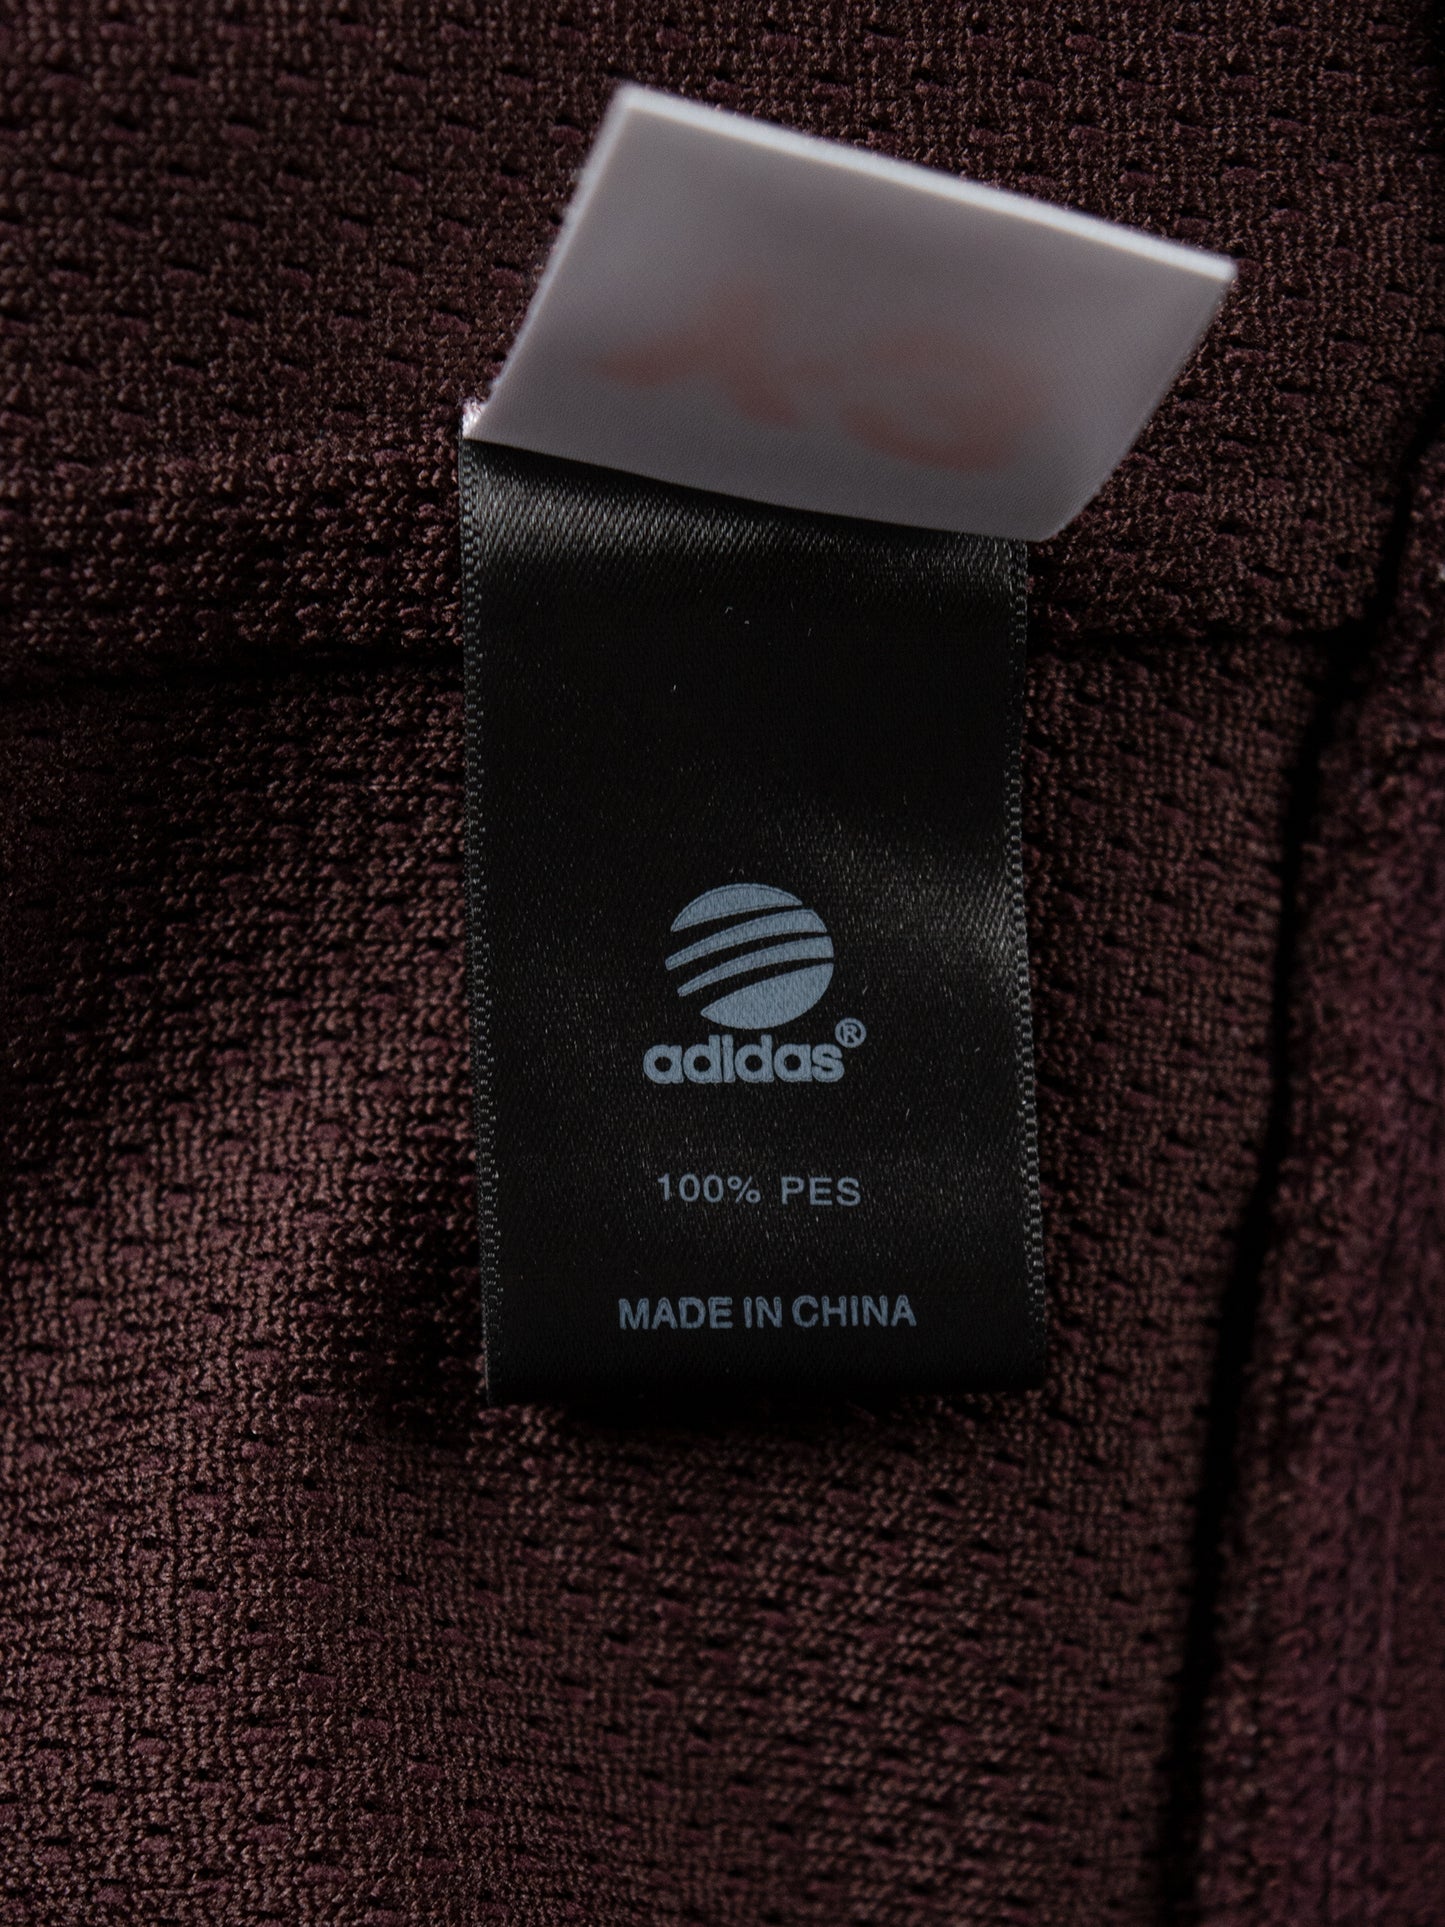 adidas®
100% PES
MADE IN CHINA